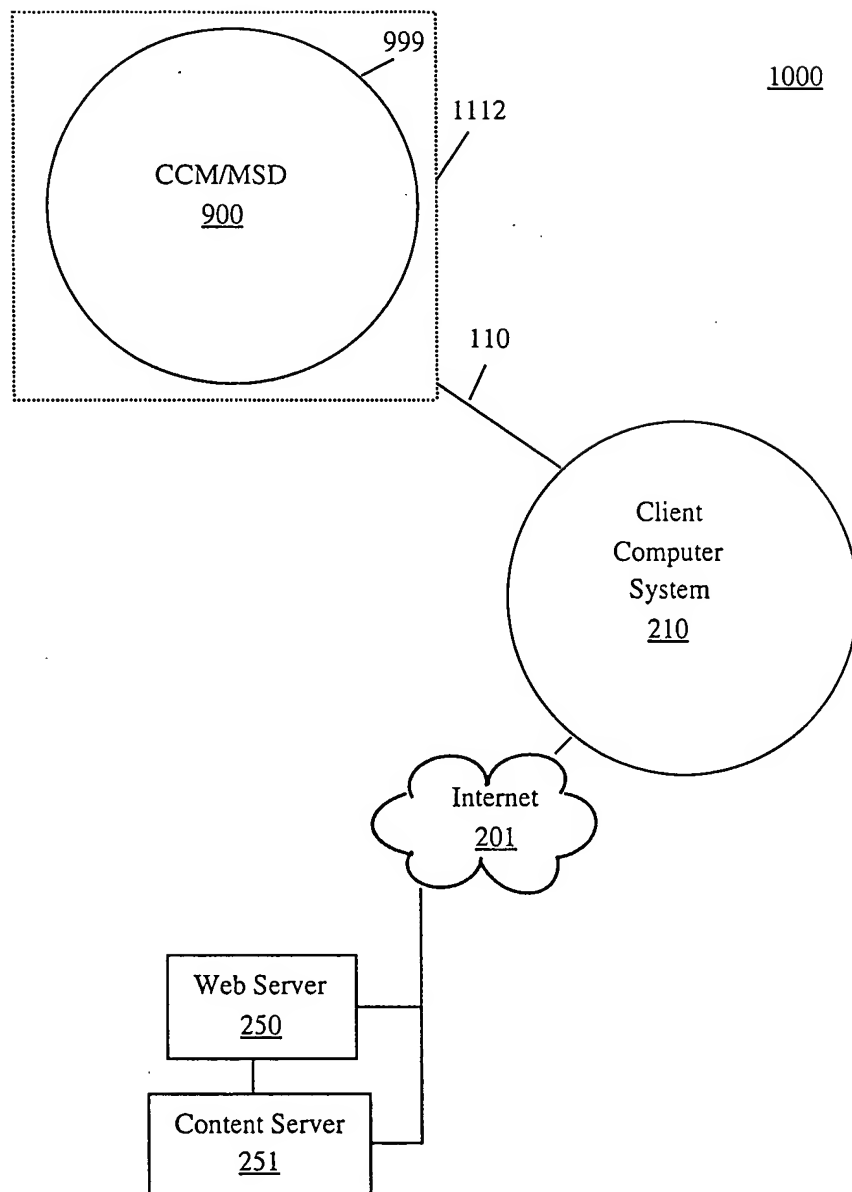 999
1000
1112
CCM/MSD
900
110
Client
Computer
System
210
Internet
201
Web Server
250
Content Server
251